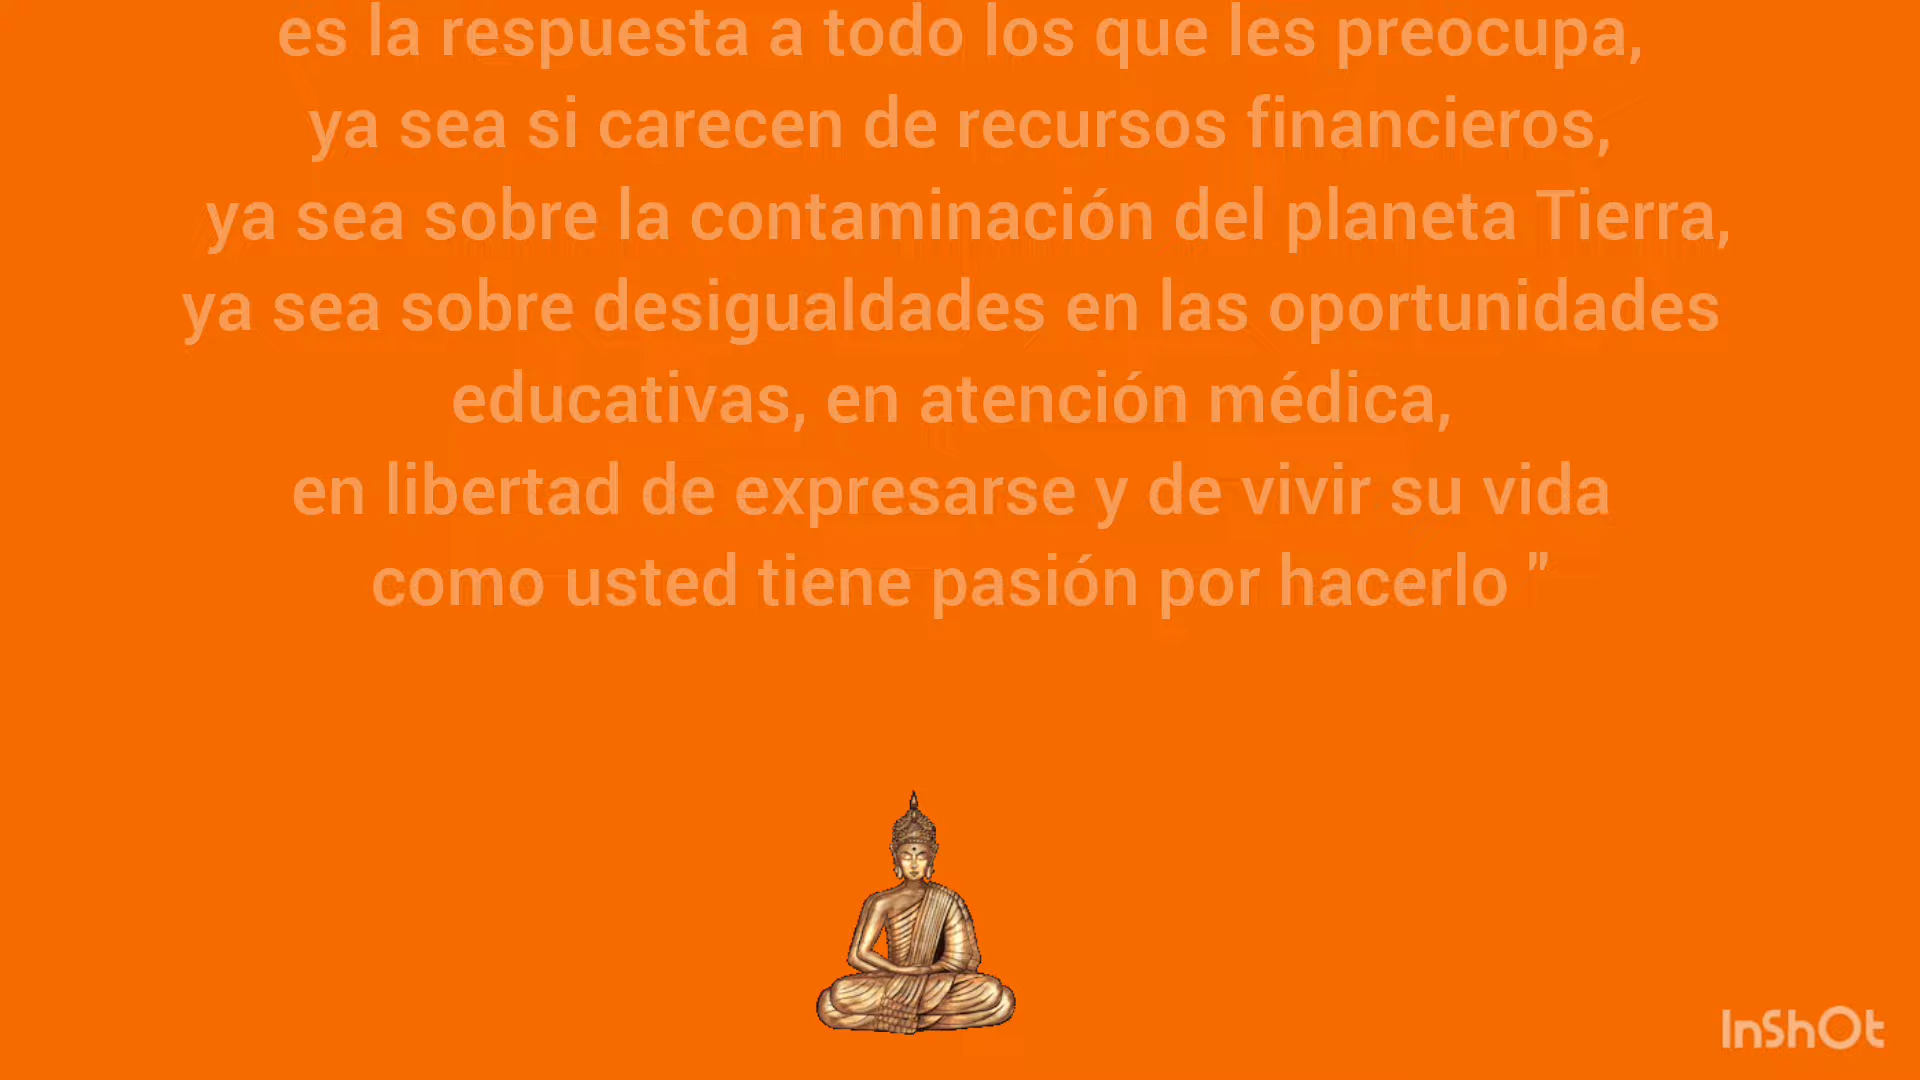 es la respuesta a todo los que les preocupa,
ya sea si carecen de recursos financieros,
ya sea sobre la contaminación del planeta Tierra,
ya sea sobre desigualdades en las oportunidades
educativas, en atención médica,
en libertad de expresarse y de vivir su vida
como usted tiene pasión por hacerlo "
InShOt